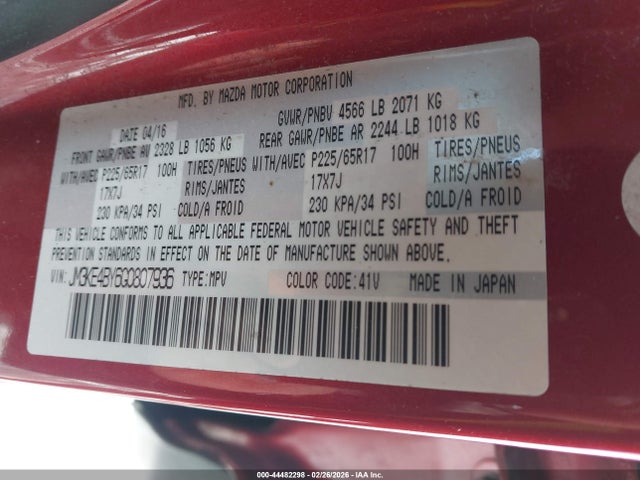 MFD. BY MAZDA MOTOR CORPORATION
DATE 04/16 GVWR/PNBV 4566 LB 2071 KG
FRONT GAWR/PNBE AV 2328 LB 1056 KG REAR GAWR/PNBE AR 2244 LB 1018 KG
WITH/AVEC P225/65R17 100H TIRES/PNEUS WITH/AVEC P225/65R17 100H TIRES/PNEUS
17X7J RIMS/JANTES 17X7J RIMS/JANTES
230 KPA/34 PSI COLD/A FROID 230 KPA/34 PSI COLD/A FROID
THIS VEHICLE CONFORMS TO ALL APPLICABLE FEDERAL MOTOR VEHICLE SAFETY AND THEFT
PREVENTION STANDARDS IN EFFECT ON THE DATE OF MANUFACTURE SHOWN ABOVE.
VIN: JM3KE4BY6G0807936 TYPE:MPV COLOR CODE:41V MADE IN JAPAN
000-44482298 - 02/26/2026 - IAA Inc.